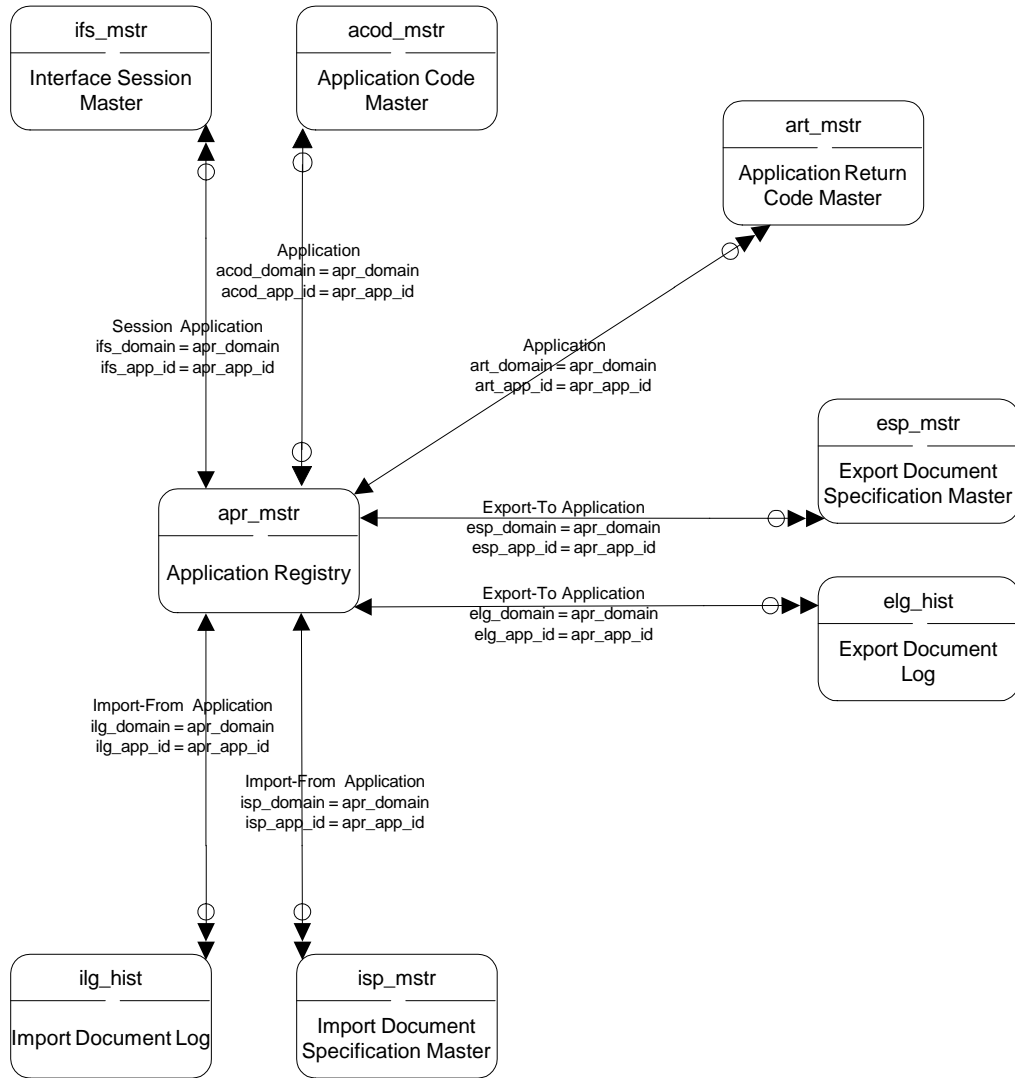 ifs_mstr
Interface Session
Master
acod_mstr
Application Code
Master
art_mstr
Application Return
Code Master
Application
acod_domain = apr_domain
acod_app_id = apr_app_id
Session Application
ifs_domain = apr_domain
ifs_app_id = apr_app_id
Application
art_domain = apr_domain
art_app_id = apr_app_id
esp_mstr
Export Document
Specification Master
apr_mstr
Application Registry
Export-To Application
esp_domain = apr_domain
esp_app_id = apr_app_id
Export-To Application
elg_domain = apr_domain
elg_app_id = apr_app_id
elg_hist
Export Document
Log
Import-From Application
ilg_domain = apr_domain
ilg_app_id = apr_app_id
Import-From Application
isp_domain = apr_domain
isp_app_id = apr_app_id
ilg_hist
Import Document Log
isp_mstr
Import Document
Specification Master